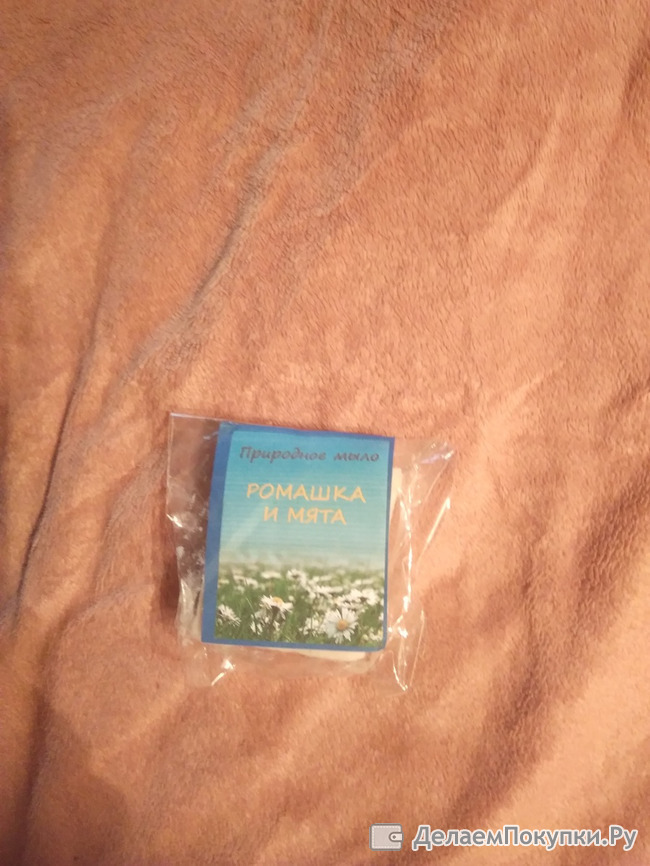 Природное мыло
РОМАШКА
И МЯТА
ДелаемПокупки.Ру